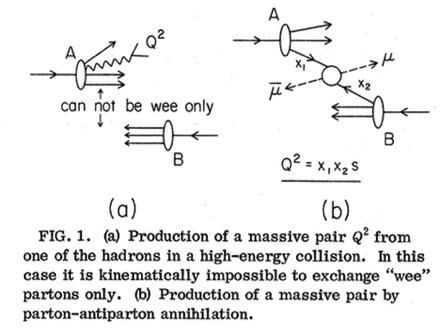 A
Q²
can not be wee only
B
(a)
A
x₁
μ
μ̄
x₂
B
Q² = x₁x₂s
(b)
FIG. 1. (a) Production of a massive pair Q² from
one of the hadrons in a high-energy collision. In this
case it is kinematically impossible to exchange “wee”
partons only. (b) Production of a massive pair by
parton-antiparton annihilation.